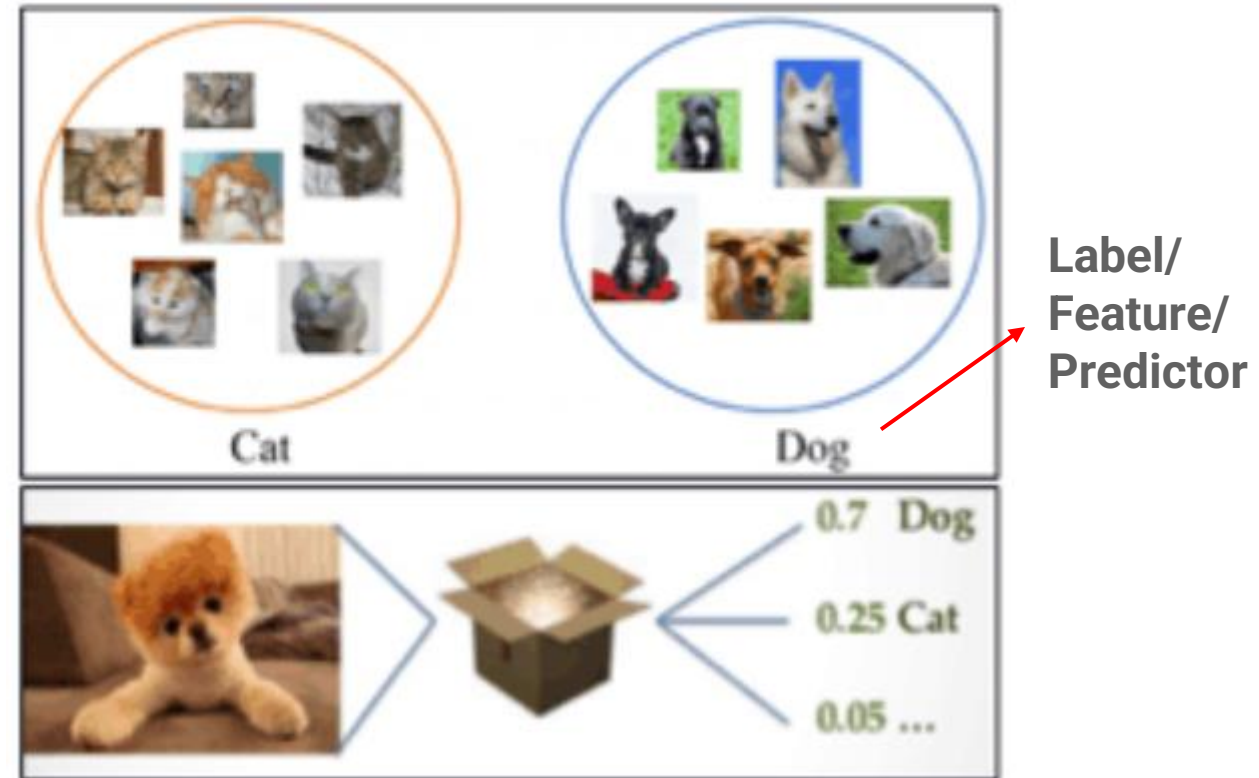 Cat
Dog
Label/
Feature/
Predictor
0.7 Dog
0.25 Cat
0.05 ...